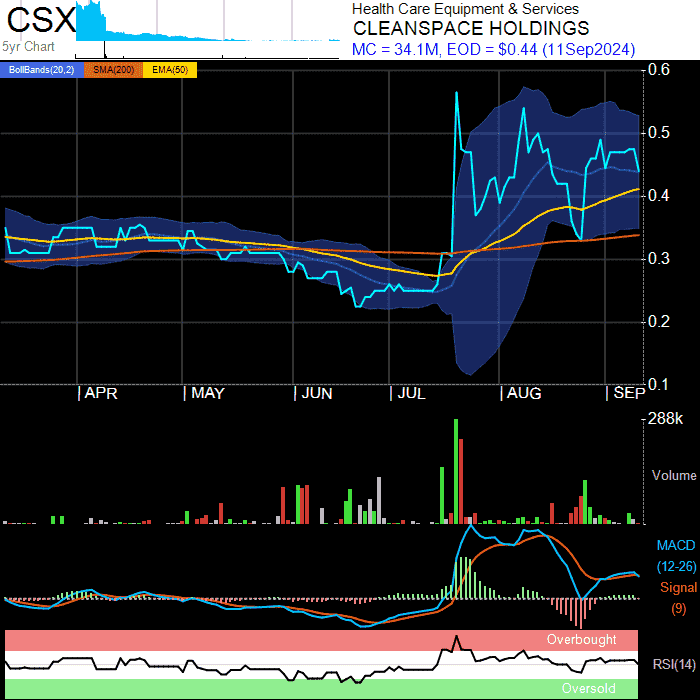 CSX
5yr Chart
Health Care Equipment & Services
CLEANSPACE HOLDINGS
MC = 34.1M, EOD = $0.44 (11Sep2024)
BollBands(20,2) SMA(200) EMA(50)
0.6
0.5
0.4
0.3
0.2
0.1
APR MAY JUN JUL AUG SEP
288k
Volume
MACD
(12-26)
Signal
(9)
Overbought
RSI(14)
Oversold